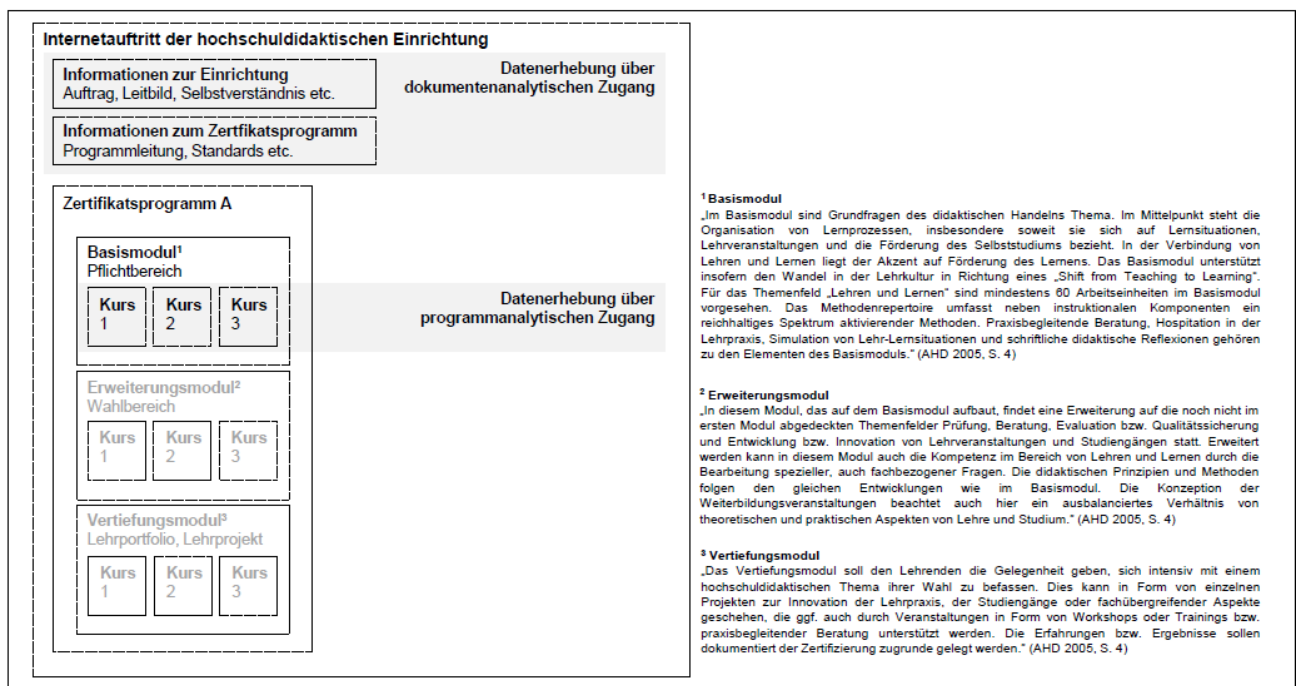 Internetauftritt der hochschuldidaktischen Einrichtung
Informationen zur Einrichtung
Auftrag, Leitbild, Selbstverständnis etc.
Datenerhebung über
dokumentenanalytischen Zugang
Informationen zum Zertfikatsprogramm
Programmleitung, Standards etc.
Zertifikatsprogramm A
Basismodul¹
Pflichtbereich
Kurs Kurs Kurs
1 2 3
Datenerhebung über
programmanalytischen Zugang
Erweiterungsmodul²
Wahlbereich
Kurs Kurs Kurs
1 2 3
Vertiefungsmodul³
Lehrportfolio, Lehrprojekt
Kurs Kurs Kurs
1 2 3
¹ Basismodul
„Im Basismodul sind Grundfragen des didaktischen Handelns Thema. Im Mittelpunkt steht die
Organisation von Lernprozessen, insbesondere soweit sie sich auf Lernsituationen,
Lehrveranstaltungen und die Förderung des Selbststudiums bezieht. In der Verbindung von
Lehren und Lernen liegt der Akzent auf Förderung des Lernens. Das Basismodul unterstützt
insofern den Wandel in der Lehrkultur in Richtung eines „Shift from Teaching to Learning“.
Für das Themenfeld „Lehren und Lernen“ sind mindestens 60 Arbeitseinheiten im Basismodul
vorgesehen. Das Methodenrepertoire umfasst neben instruktionalen Komponenten ein
reichhaltiges Spektrum aktivierender Methoden. Praxisbegleitende Beratung, Hospitation in der
Lehrpraxis, Simulation von Lehr-Lernsituationen und schriftliche didaktische Reflexionen gehören
zu den Elementen des Basismoduls.“ (AHD 2005, S. 4)
² Erweiterungsmodul
„In diesem Modul, das auf dem Basismodul aufbaut, findet eine Erweiterung auf die noch nicht im
ersten Modul abgedeckten Themenfelder Prüfung, Beratung, Evaluation bzw. Qualitätssicherung
und Entwicklung bzw. Innovation von Lehrveranstaltungen und Studiengängen statt. Erweitert
werden kann in diesem Modul auch die Kompetenz im Bereich von Lehren und Lernen durch die
Bearbeitung spezieller, auch fachbezogener Fragen. Die didaktischen Prinzipien und Methoden
folgen den gleichen Entwicklungen wie im Basismodul. Die Konzeption der
Weiterbildungsveranstaltungen beachtet auch hier ein ausbalanciertes Verhältnis von
theoretischen und praktischen Aspekten von Lehre und Studium.“ (AHD 2005, S. 4)
³ Vertiefungsmodul
„Das Vertiefungsmodul soll den Lehrenden die Gelegenheit geben, sich intensiv mit einem
hochschuldidaktischen Thema ihrer Wahl zu befassen. Dies kann in Form von einzelnen
Projekten zur Innovation der Lehrpraxis, der Studiengänge oder fachübergreifender Aspekte
geschehen, die ggf. auch durch Veranstaltungen in Form von Workshops oder Trainings bzw.
praxisbegleitender Beratung unterstützt werden. Die Erfahrungen bzw. Ergebnisse sollen
dokumentiert der Zertifizierung zugrunde gelegt werden.“ (AHD 2005, S. 4)